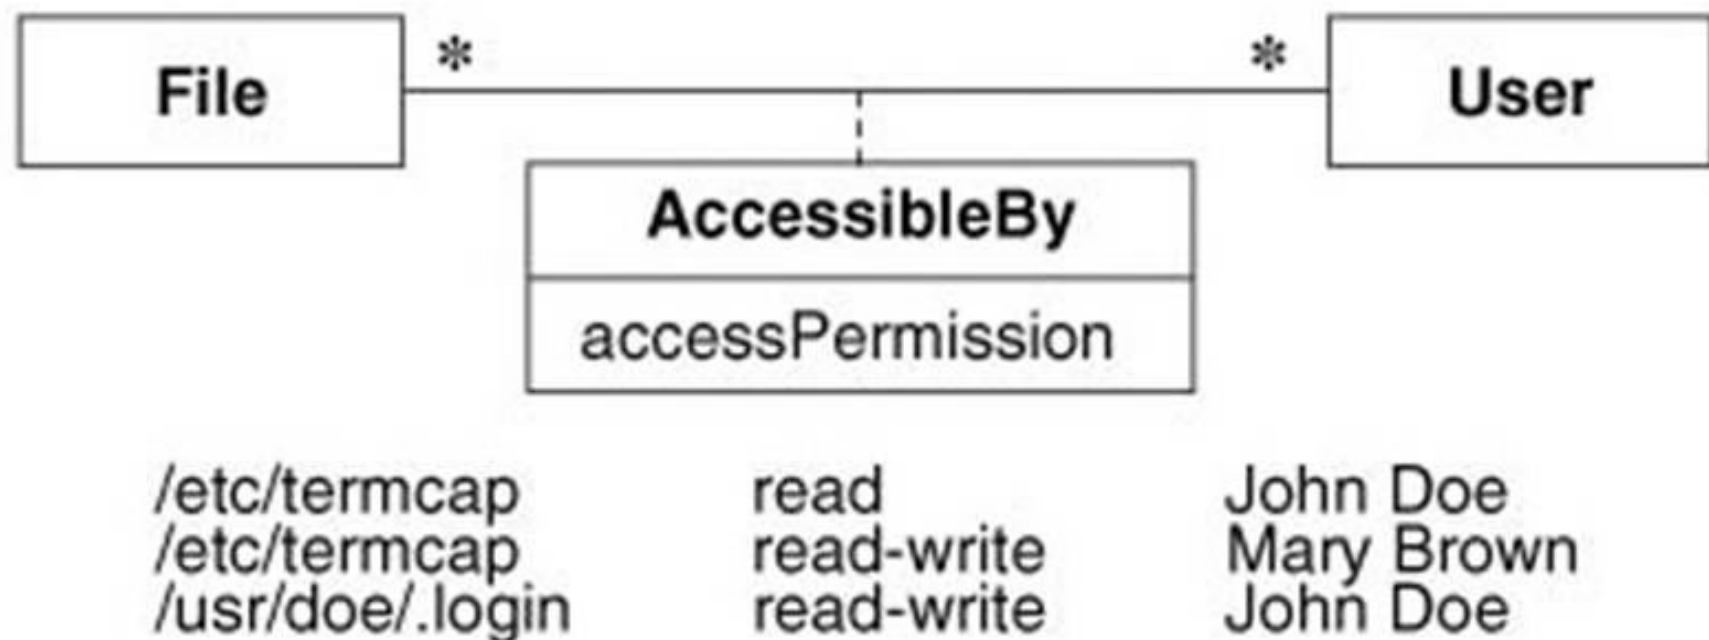 File * * User
AccessibleBy
accessPermission
/etc/termcap read John Doe
/etc/termcap read-write Mary Brown
/usr/doe/.login read-write John Doe